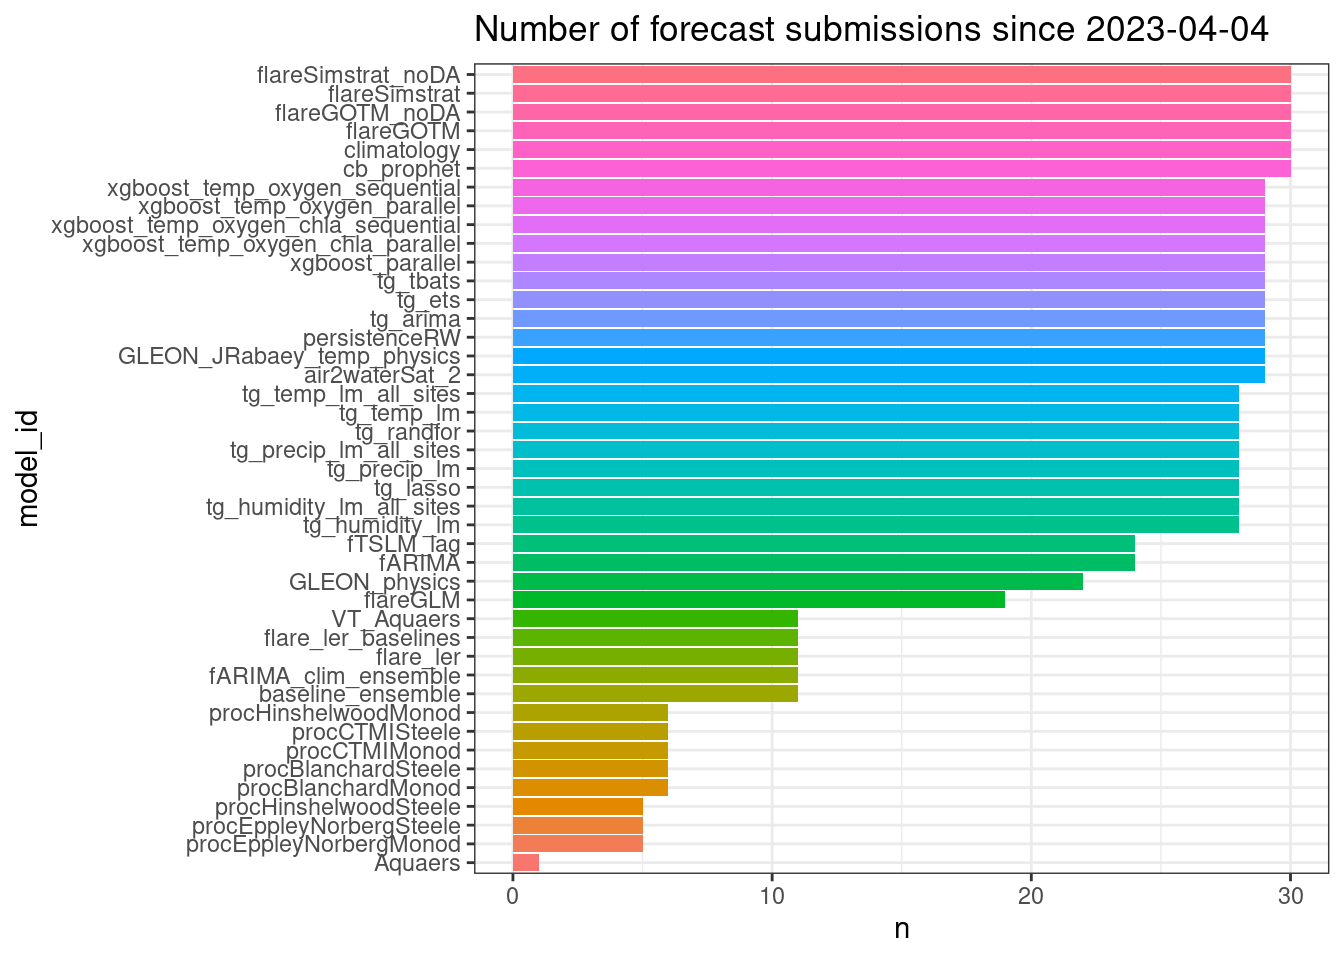 Number of forecast submissions since 2023-04-04
flareSimstrat_noDA
flareSimstrat
flareGOTM_noDA
flareGOTM
climatology
cb_prophet
xgboost_temp_oxygen_sequential
xgboost_temp_oxygen_parallel
xgboost_temp_oxygen_chla_sequential
xgboost_temp_oxygen_chla_parallel
xgboost_parallel
tg_tbats
tg_ets
tg_arima
persistenceRW
GLEON_JRabaey_temp_physics
air2waterSat_2
tg_temp_lm_all_sites
tg_temp_lm
tg_randfor
tg_precip_lm_all_sites
tg_precip_lm
tg_lasso
tg_humidity_lm_all_sites
tg_humidity_lm
fTSLM_lag
fARIMA
GLEON_physics
flareGLM
VT_Aquaers
flare_ler_baselines
flare_ler
fARIMA_clim_ensemble
baseline_ensemble
procHinshelwoodMonod
procCTMISteele
procCTMIMonod
procBlanchardSteele
procBlanchardMonod
procHinshelwoodSteele
procEppleyNorbergSteele
procEppleyNorbergMonod
Aquaers
model_id
0 10 20 30
n